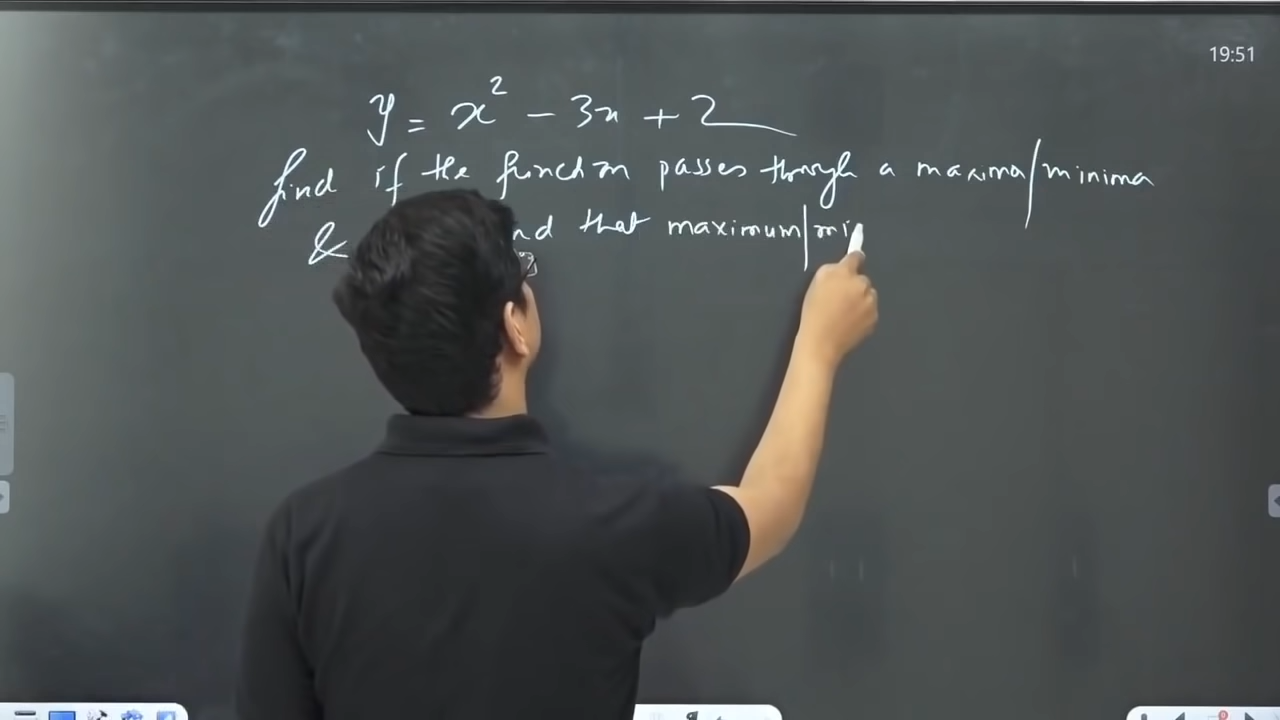 19:51
y = x² - 3x + 2
find if the function passes through a maxima/minima
& nd that maximum/mi